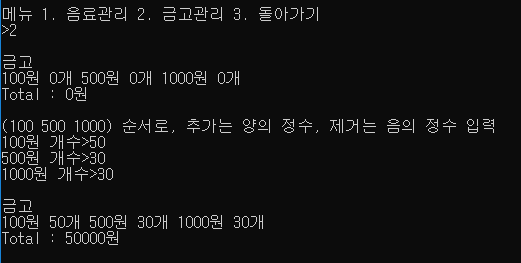 메뉴 1. 음료관리 2. 금고관리 3. 돌아가기
>2
금고
100원 0개 500원 0개 1000원 0개
Total : 0원
(100 500 1000) 순서로, 추가는 양의 정수, 제거는 음의 정수 입력
100원 개수>50
500원 개수>30
1000원 개수>30
금고
100원 50개 500원 30개 1000원 30개
Total : 50000원